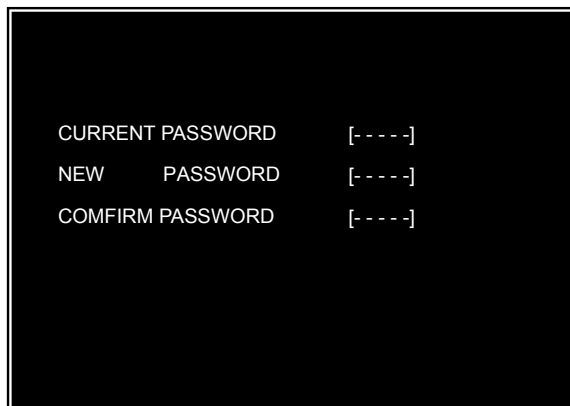 CURRENT PASSWORD [- - - - -]
NEW PASSWORD [- - - - -]
COMFIRM PASSWORD [- - - - -]